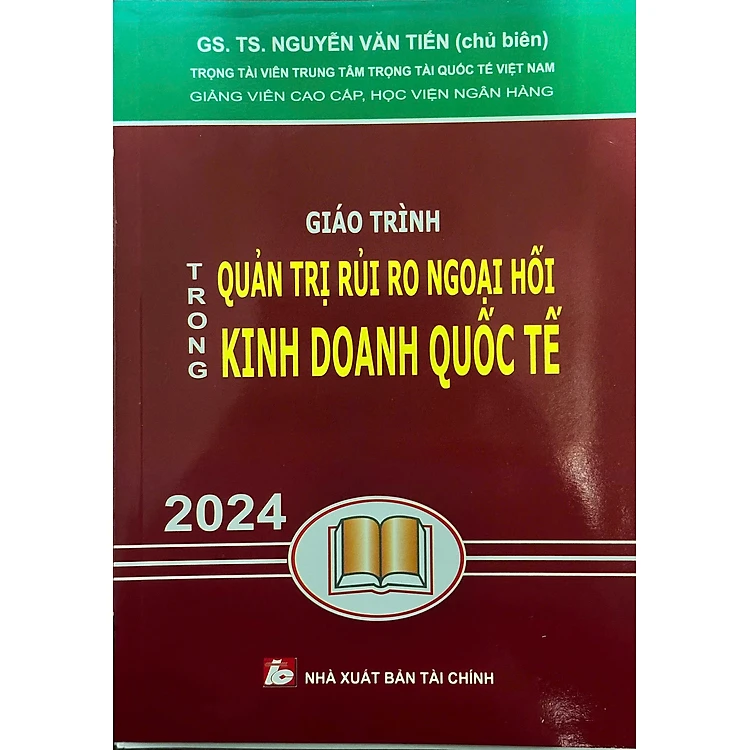 GS. TS. NGUYỄN VĂN TIẾN (chủ biên)
TRỌNG TÀI VIÊN TRUNG TÂM TRỌNG TÀI QUỐC TẾ VIỆT NAM
GIẢNG VIÊN CAO CẤP, HỌC VIỆN NGÂN HÀNG
GIÁO TRÌNH
QUẢN TRỊ RỦI RO NGOẠI HỐI
TRONG
KINH DOANH QUỐC TẾ
2024
tc
NHÀ XUẤT BẢN TÀI CHÍNH